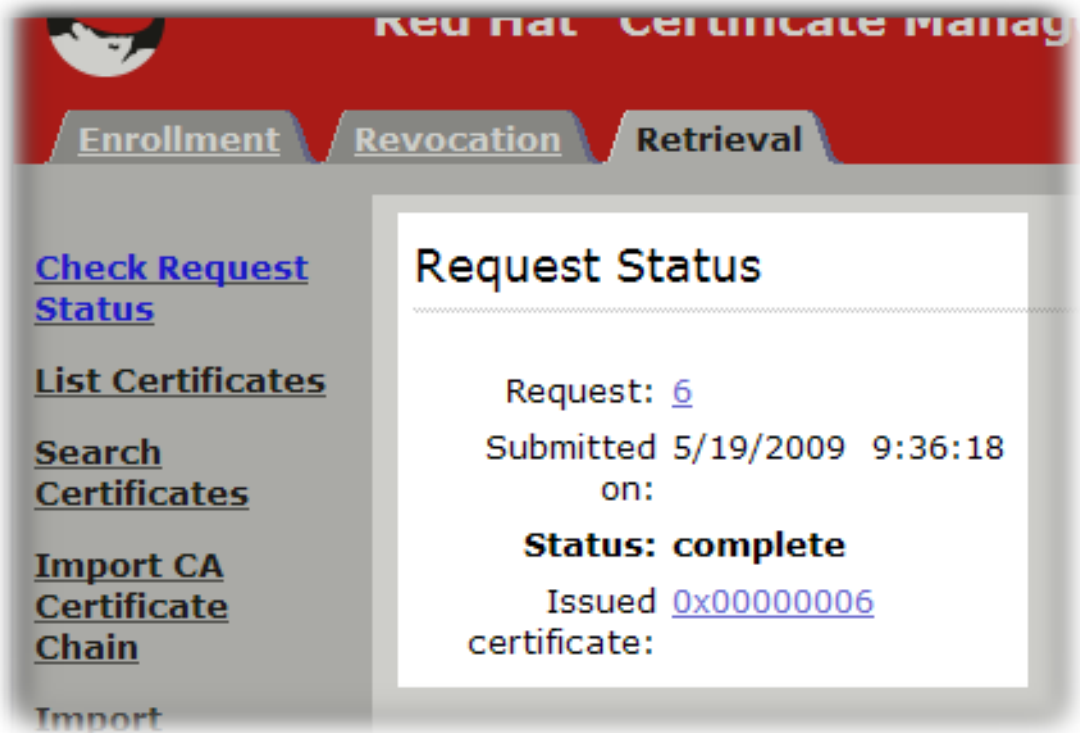 Red Hat Certificate Manag
Enrollment Revocation Retrieval
Check Request
Status
List Certificates
Search
Certificates
Import CA
Certificate
Chain
Import
Request Status
Request: 6
Submitted 5/19/2009 9:36:18
on:
Status: complete
Issued 0x00000006
certificate: